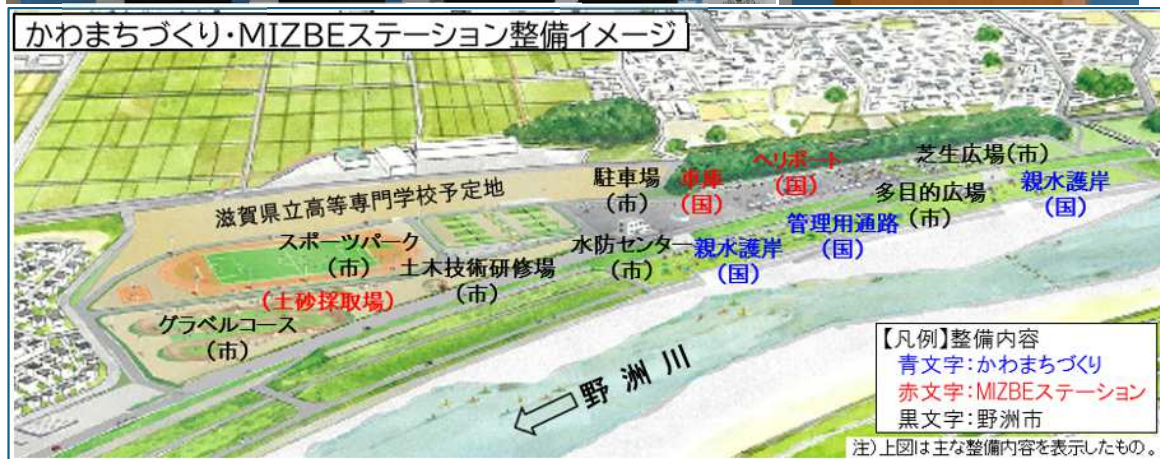 かわまちづくり・MIZBEステーション整備イメージ
滋賀県立高等専門学校予定地
駐車場
(市)
車庫
(国)
ヘリポート
(国)
芝生広場(市)
多目的広場
(市)
親水護岸
(国)
管理用通路
(国)
スポーツパーク
(市)
土木技術研修場
(市)
水防センター
(市)
親水護岸
(国)
(土砂採取場)
グラベルコース
(市)
野洲川
【凡例】整備内容
青文字:かわまちづくり
赤文字:MIZBEステーション
黒文字:野洲市
注)上図は主な整備内容を表示したもの。